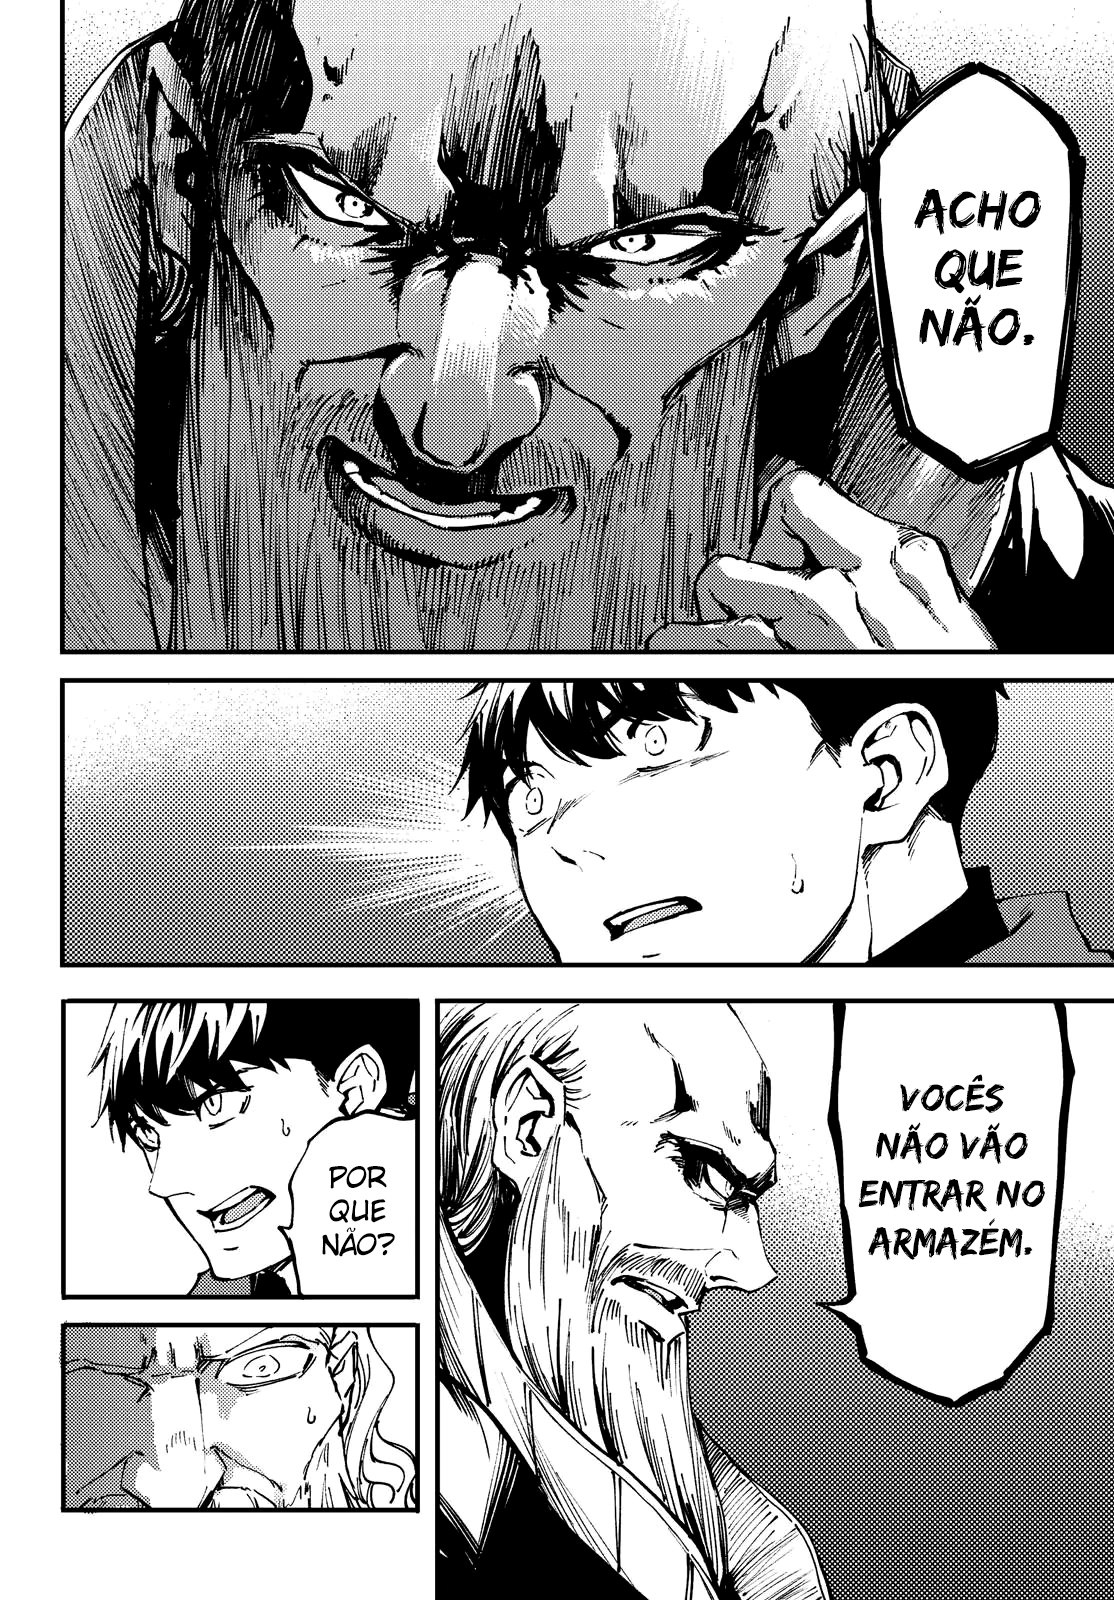 ACHO
QUE
NÃO.
VOCÊS
NÃO VÃO
ENTRAR NO
ARMAZÉM.
POR
QUE
NÃO?